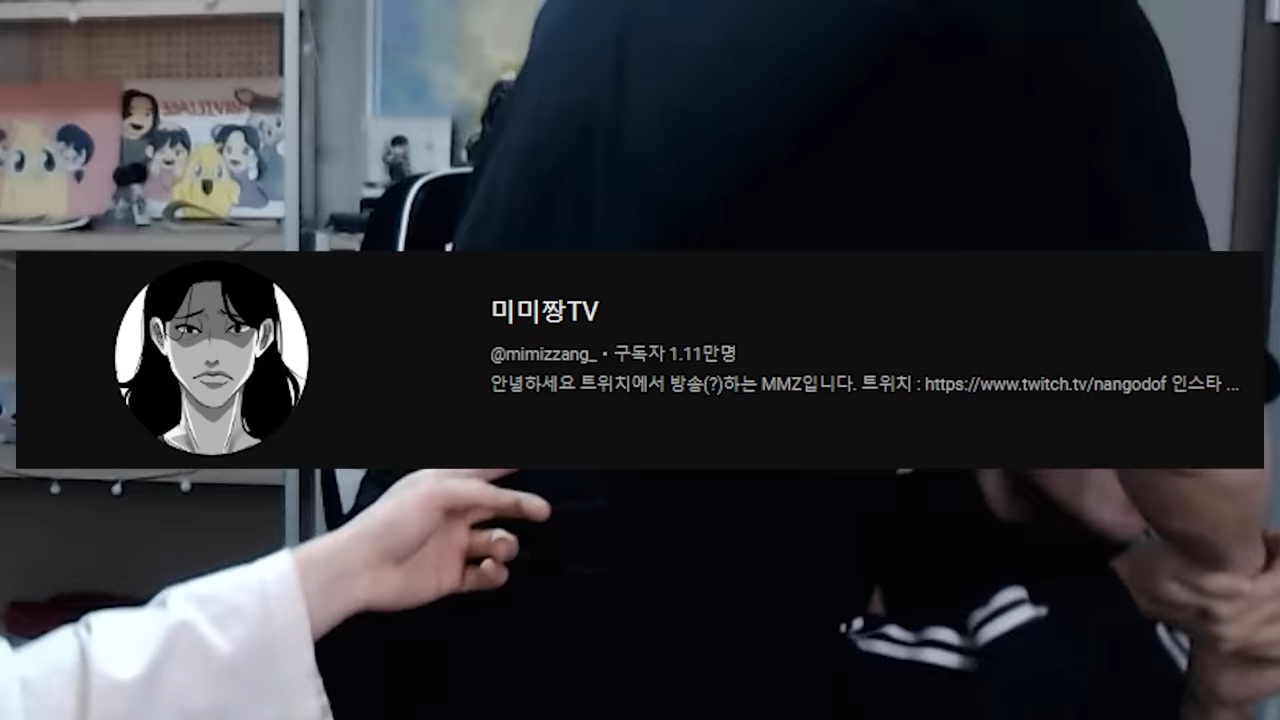 미미짱TV
@mimizzang_ • 구독자 1.11만명
안녕하세요 트위치에서 방송(?)하는 MMZ입니다. 트위치 : https://www.twitch.tv/nangodof 인스타 ...